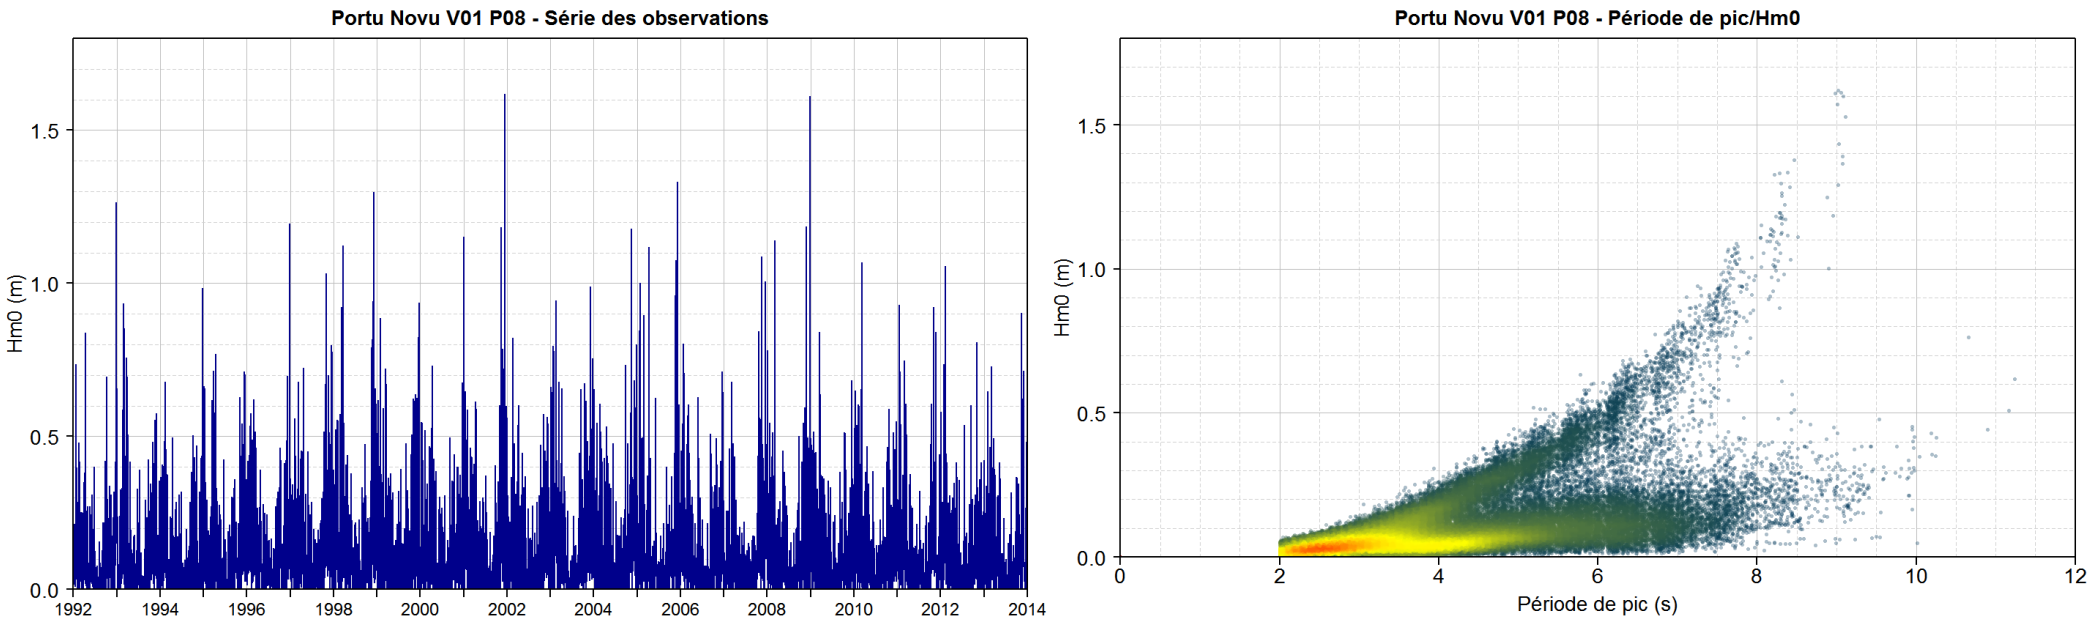 Portu Novu V01 P08 - Série des observations
Hm0 (m)
1.5
1.0
0.5
0.0
1992 1994 1996 1998 2000 2002 2004 2006 2008 2010 2012 2014
Portu Novu V01 P08 - Période de pic/Hm0
Hm0 (m)
1.5
1.0
0.5
0.0
0 2 4 6 8 10 12
Période de pic (s)